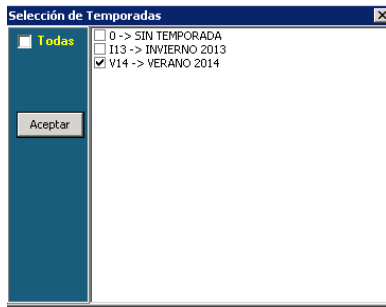 Selección de Temporadas
Todas
0 -> SIN TEMPORADA
I13 -> INVIERNO 2013
V14 -> VERANO 2014
Aceptar